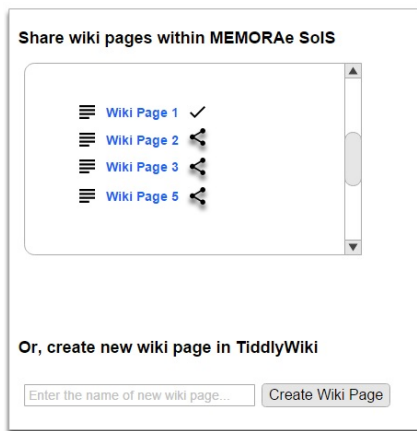 Share wiki pages within MEMORAe SoIS
Wiki Page 1
Wiki Page 2
Wiki Page 3
Wiki Page 5
Or, create new wiki page in TiddlyWiki
Enter the name of new wiki page... Create Wiki Page